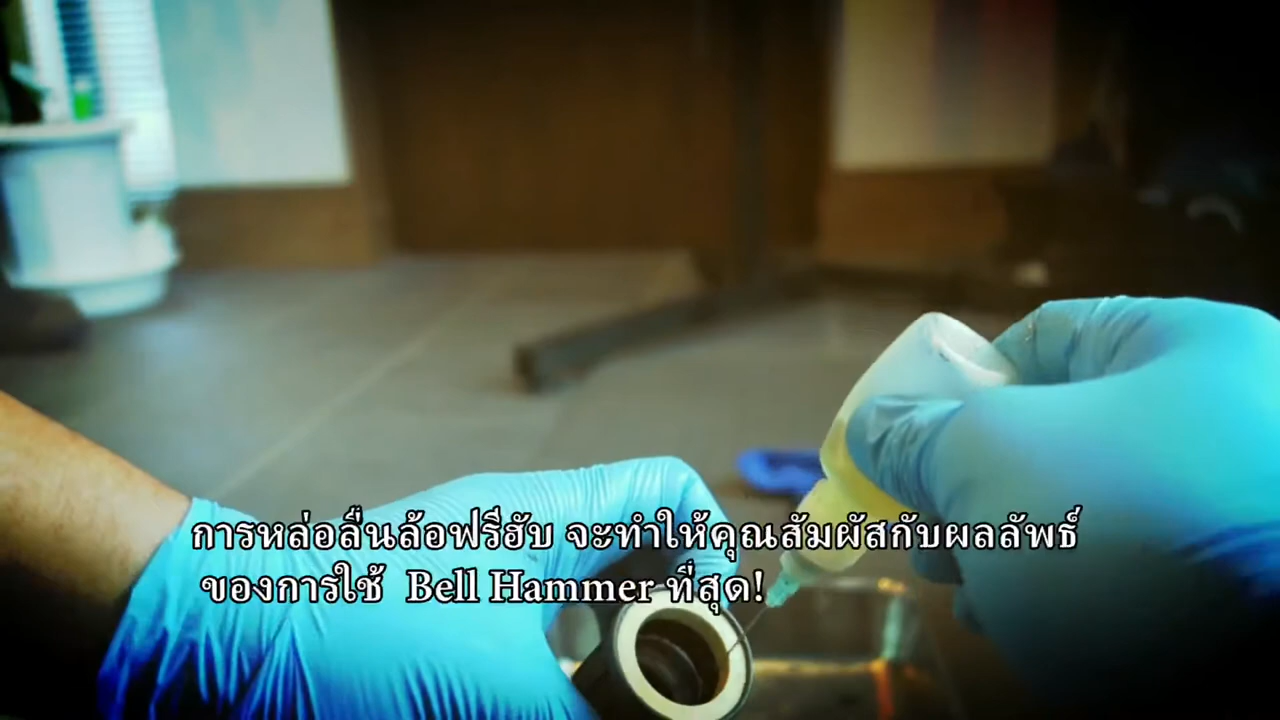 การหล่อลื่นล้อฟรีฮับ จะทำให้คุณสัมผัสกับผลลัพธ์
ของการใช้ Bell Hammer ที่สุด!